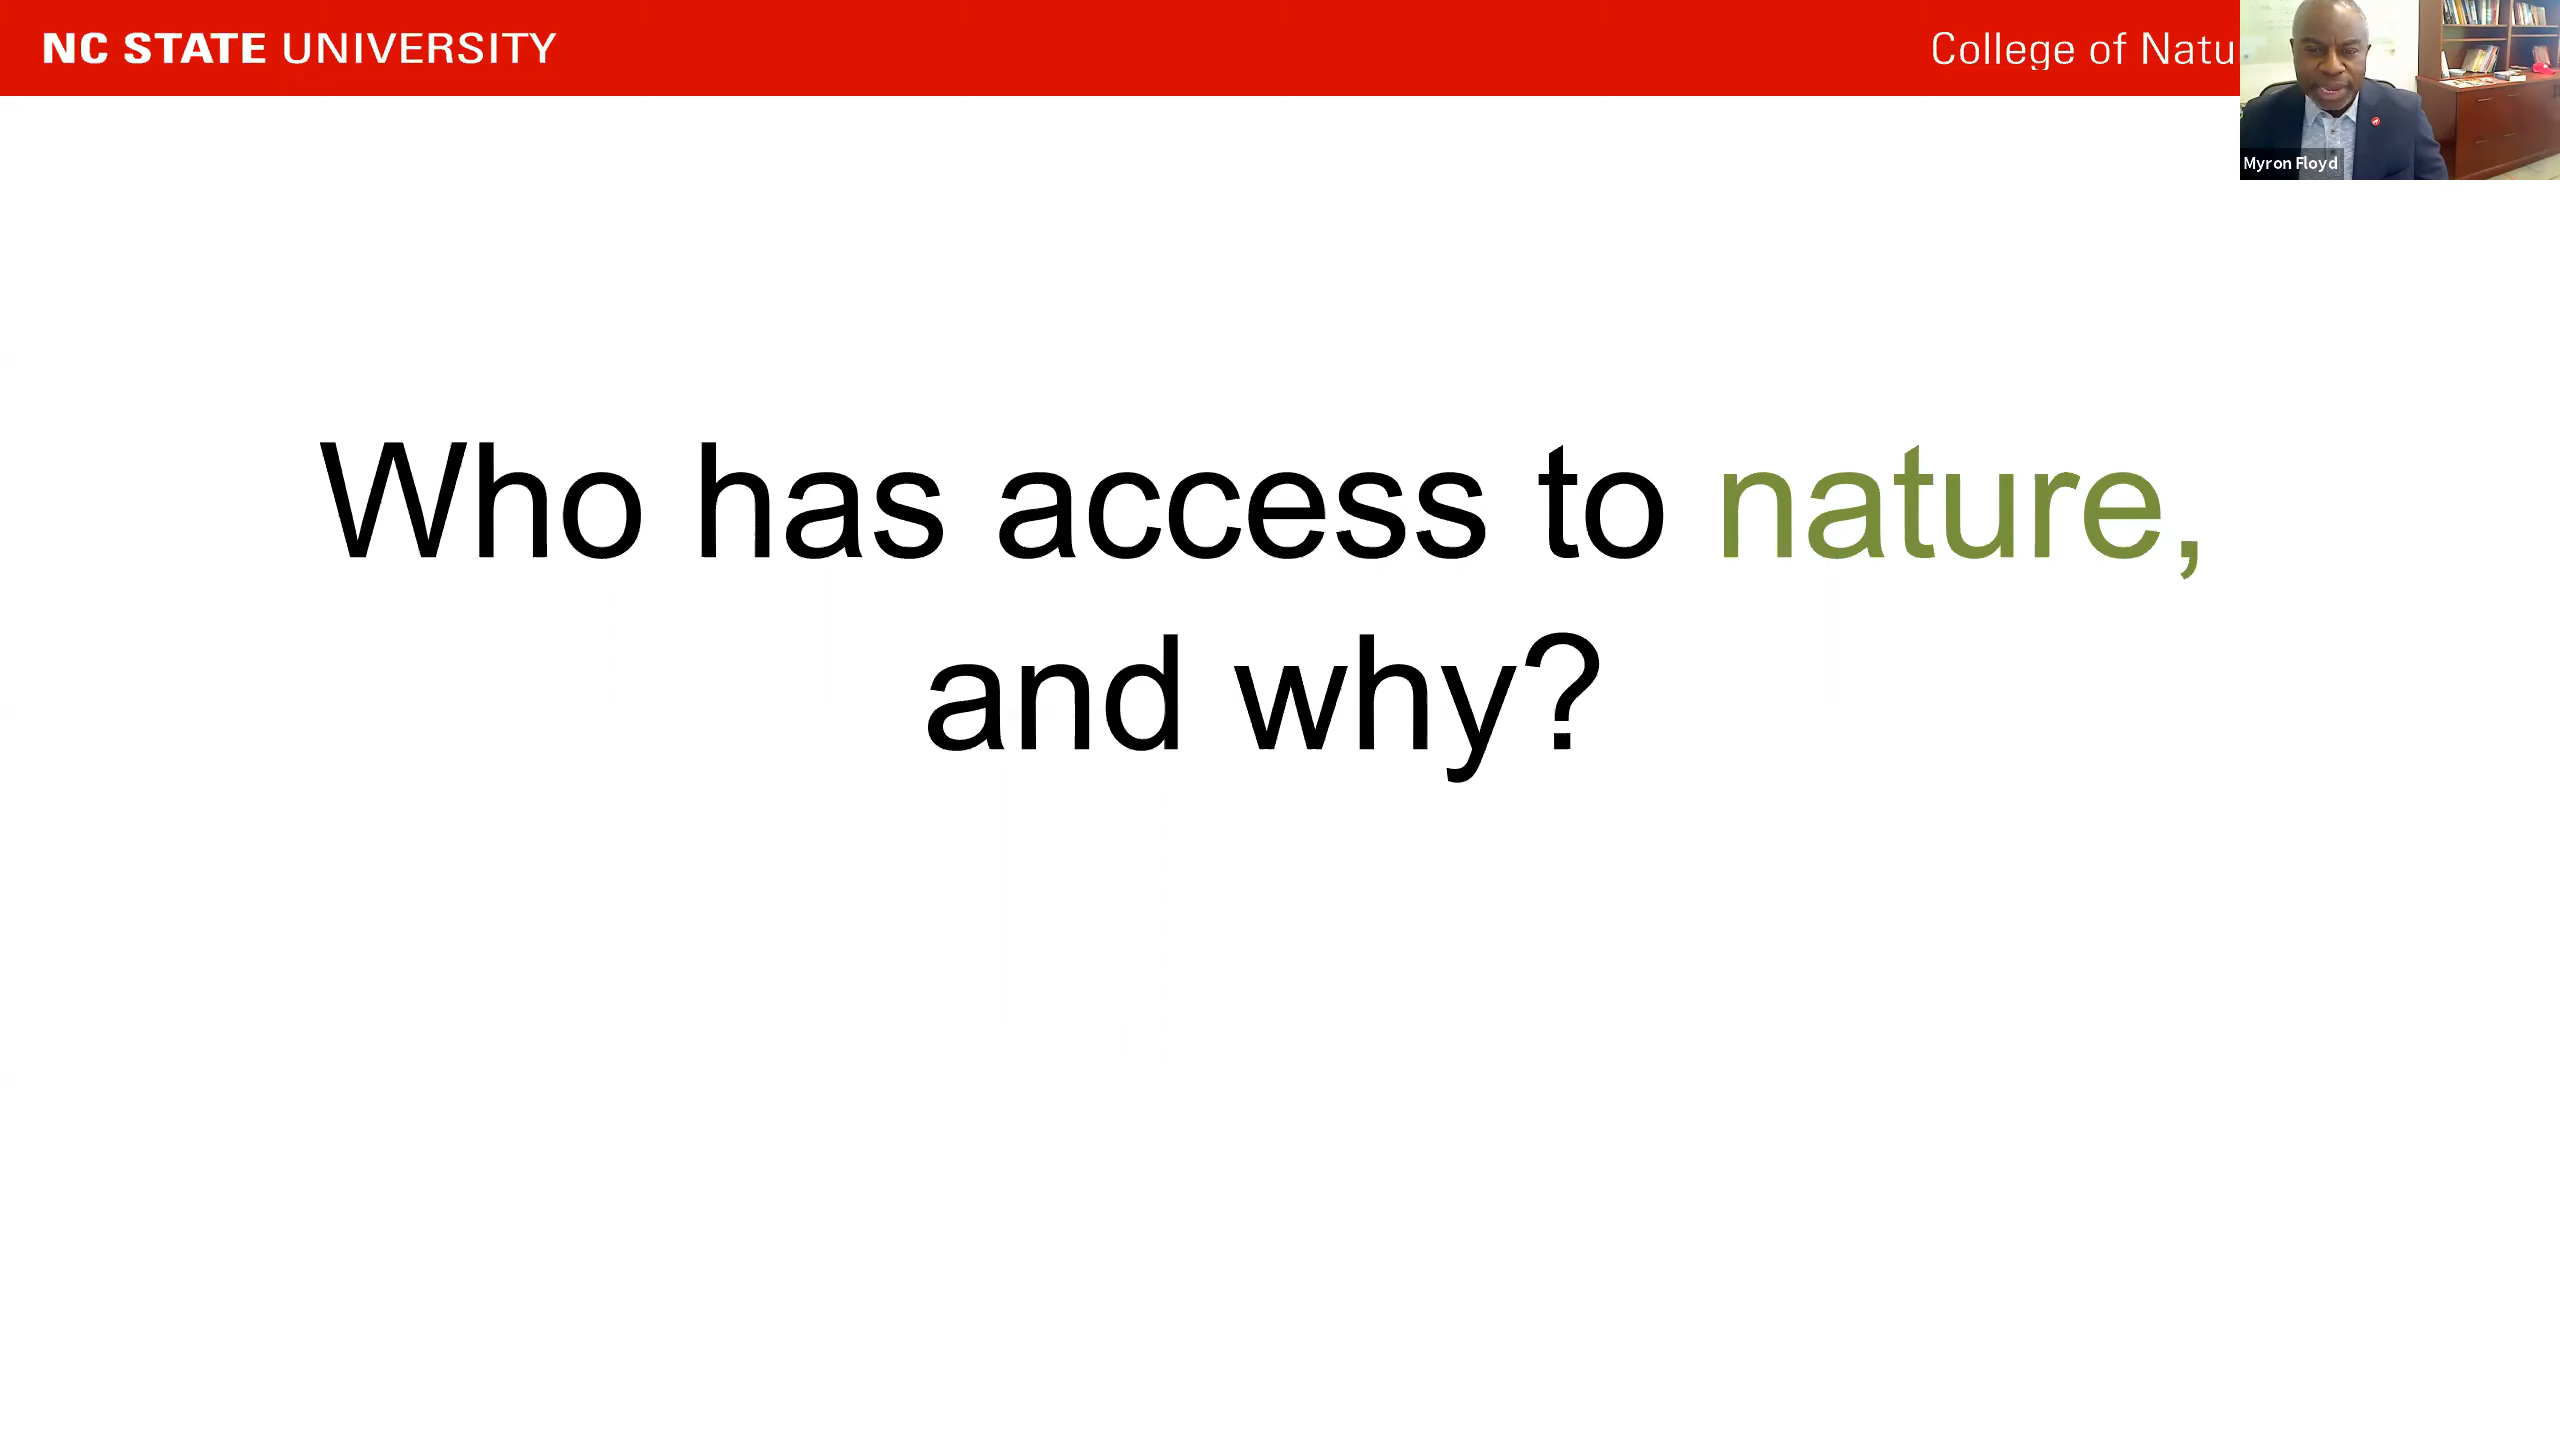 NC STATE UNIVERSITY
College of Natu
Myron Floyd
Who has access to nature,
and why?